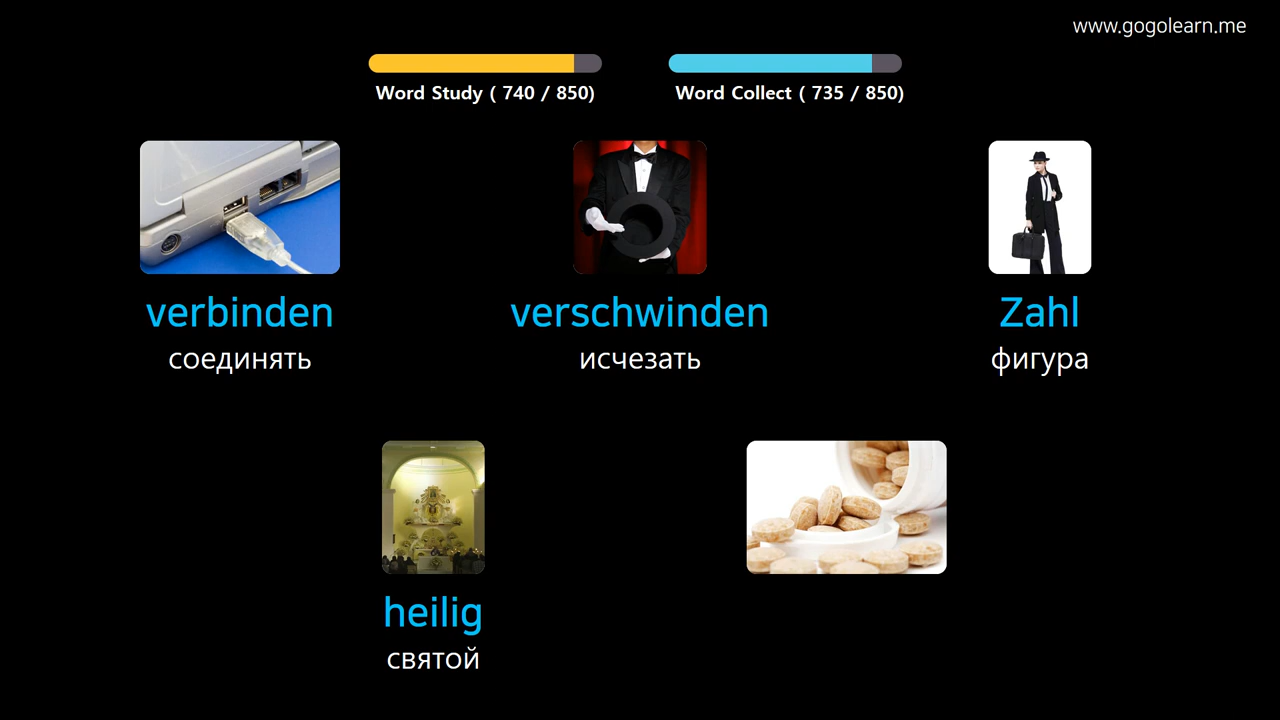 www.gogolearn.me
Word Study ( 740 / 850)
Word Collect ( 735 / 850)
verbinden
соединять
verschwinden
исчезать
Zahl
фигура
heilig
святой